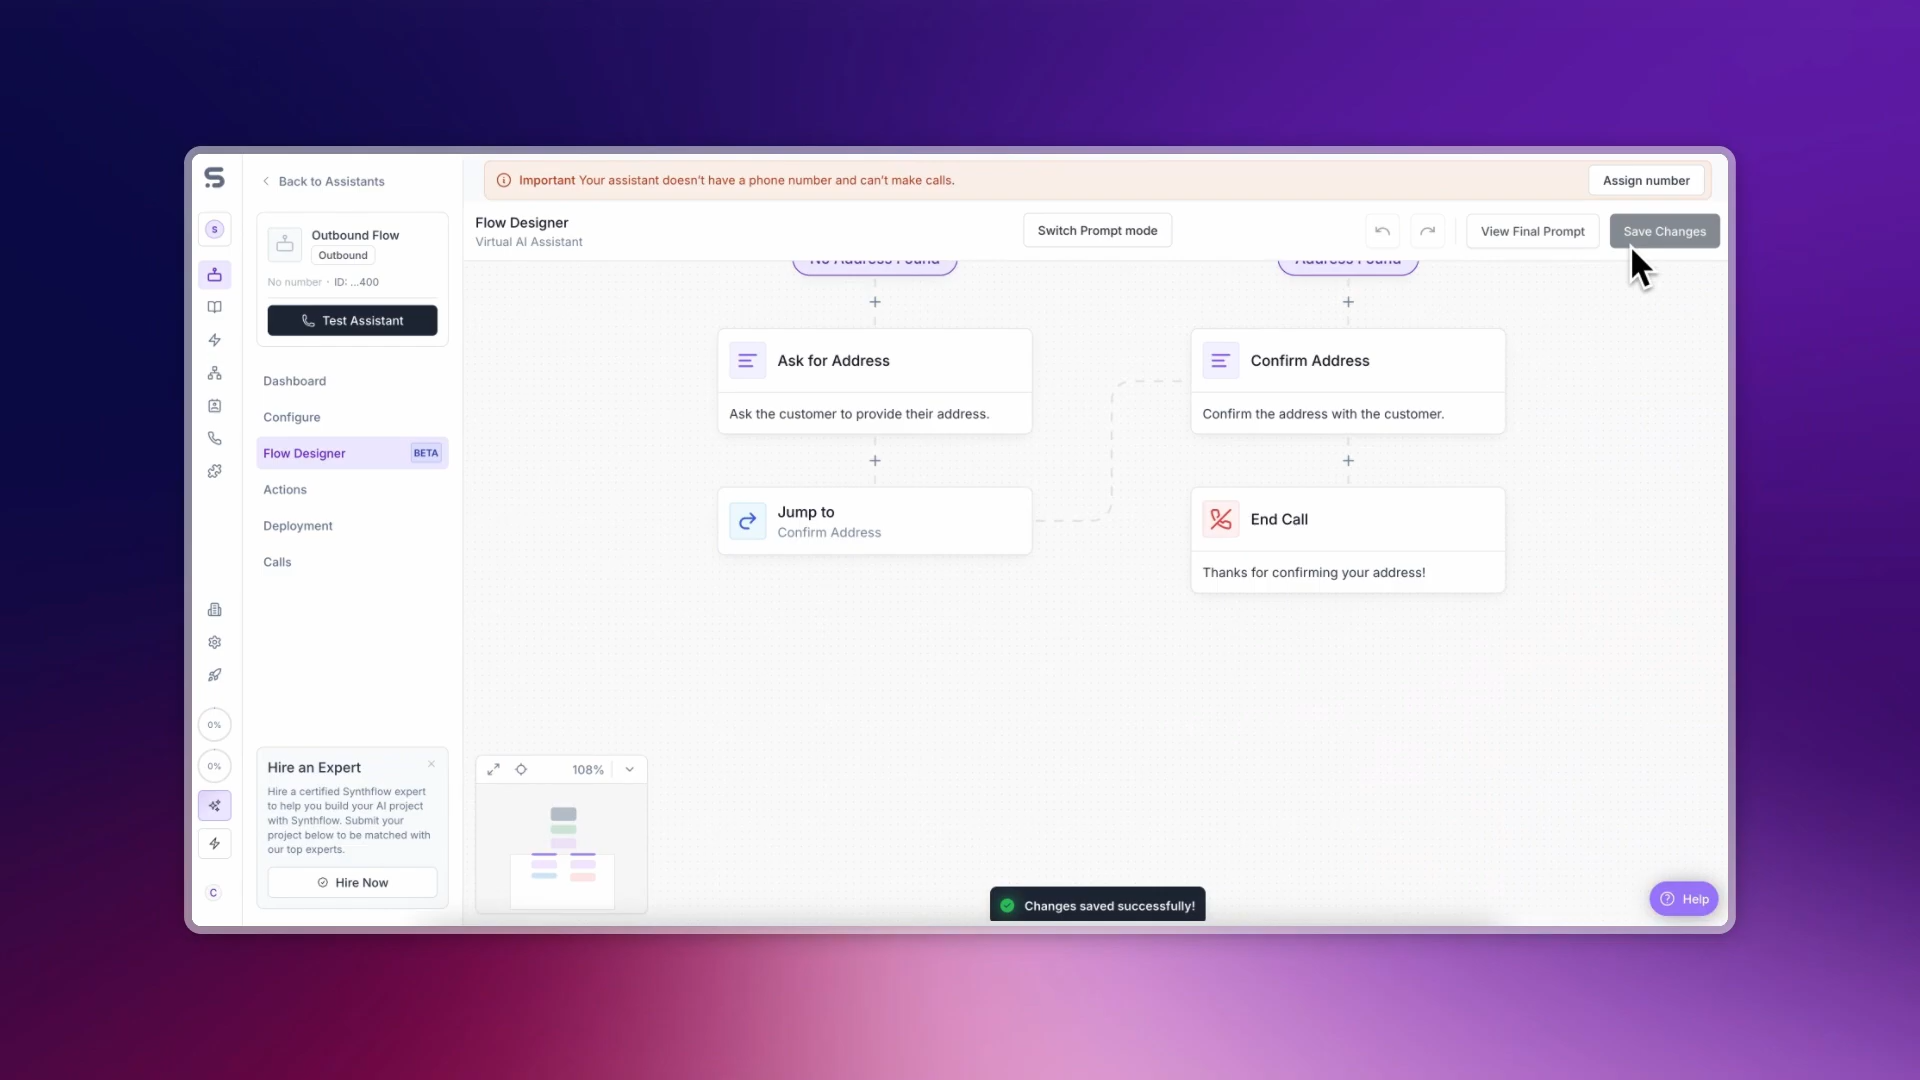 Back to Assistants
Important Your assistant doesn't have a phone number and can't make calls.
Assign number
S
Outbound Flow
Outbound
No number • ID: ...400
Test Assistant
Flow Designer
Virtual AI Assistant
Switch Prompt mode
View Final Prompt
Save Changes
Dashboard
Configure
Flow Designer
BETA
Actions
Deployment
Calls
No Address Found
Address Found
Ask for Address
Ask the customer to provide their address.
Jump to
Confirm Address
Confirm Address
Confirm the address with the customer.
End Call
Thanks for confirming your address!
0%
0%
C
Hire an Expert
Hire a certified Synthflow expert
to help you build your AI project
with Synthflow. Submit your
project below to be matched with
our top experts.
Hire Now
108%
Changes saved successfully!
Help